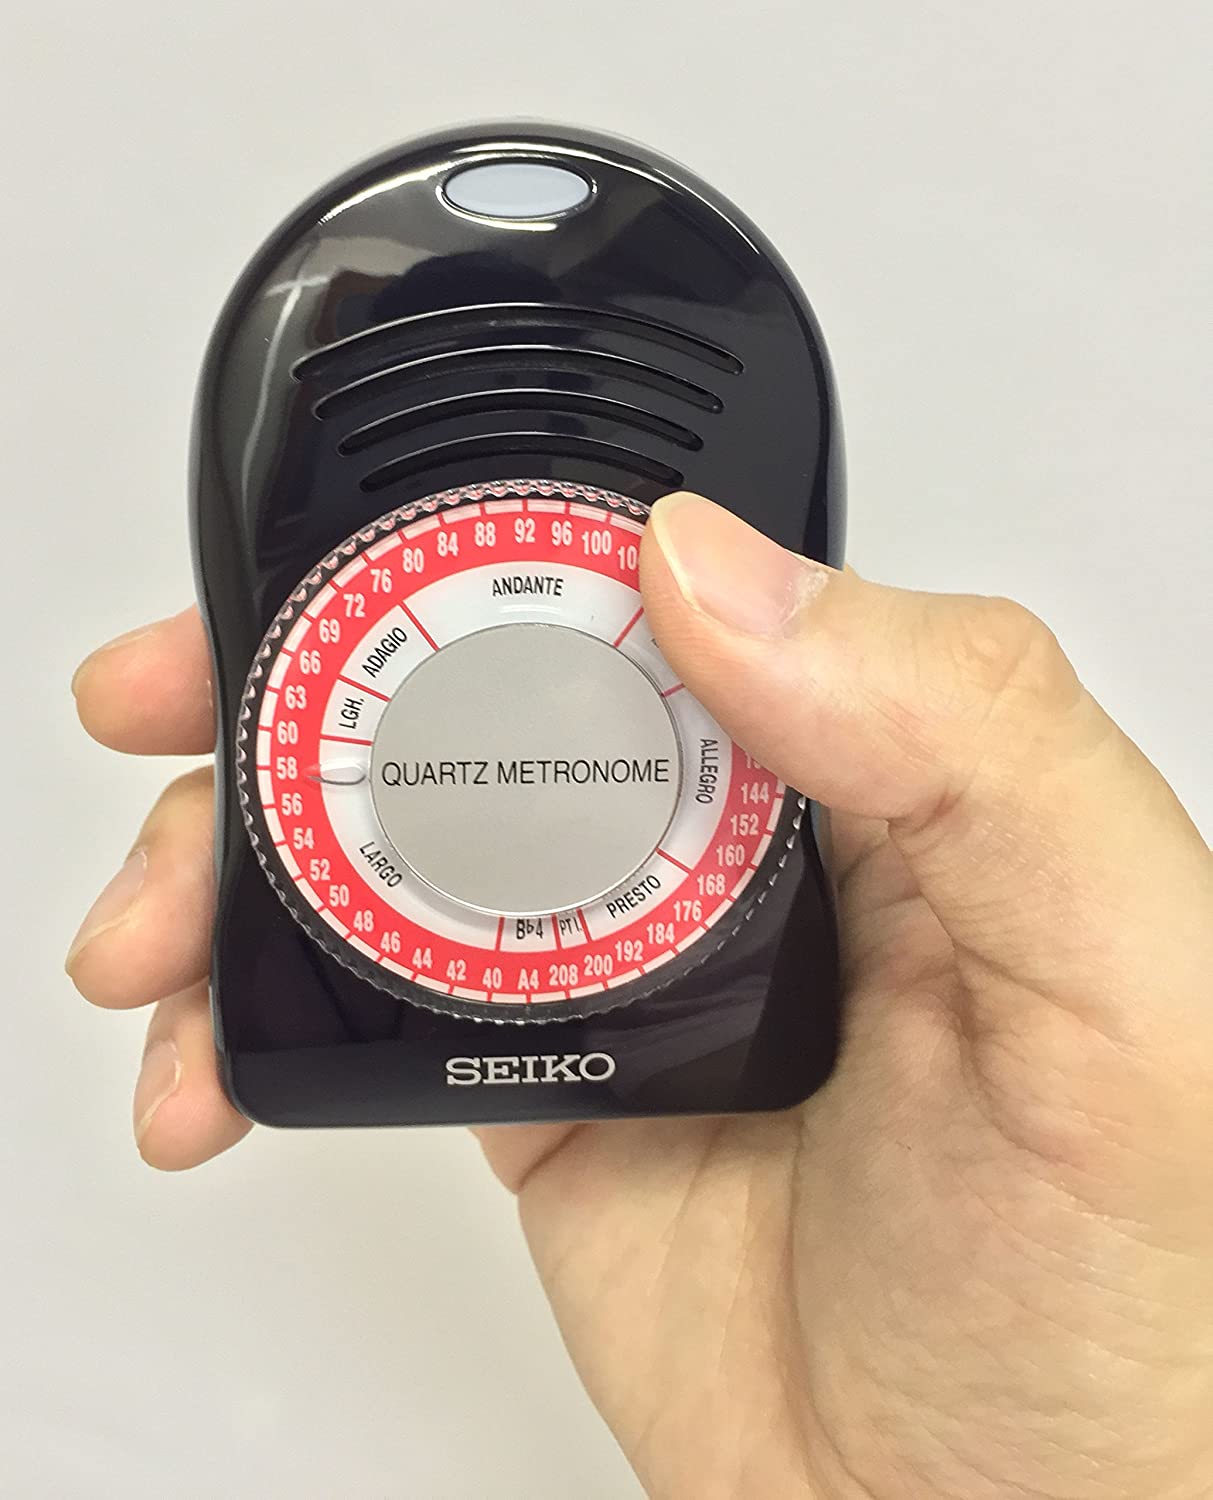 40
42
44
46
48
50
52
54
56
58
60
63
66
69
72
76
80
84
88
92
96
100
144
152
160
168
176
184
192
200
208
A4
LARGO
LGH.
ADAGIO
ANDANTE
ALLEGRO
PRESTO
PTI.
B♭4
QUARTZ METRONOME
SEIKO